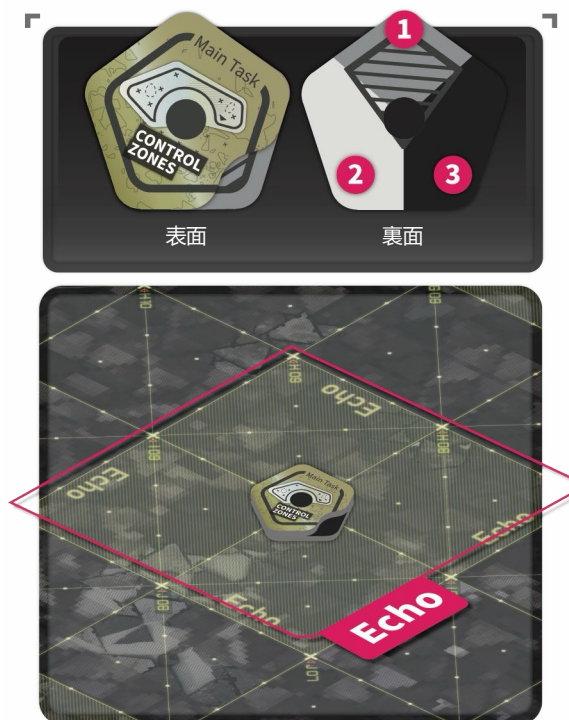 Main Task
CONTROL
ZONES
1
2
3
表面
裏面
Echo
Echo
Echo
Echo
Main Task
CONTROL
ZONES
Echo